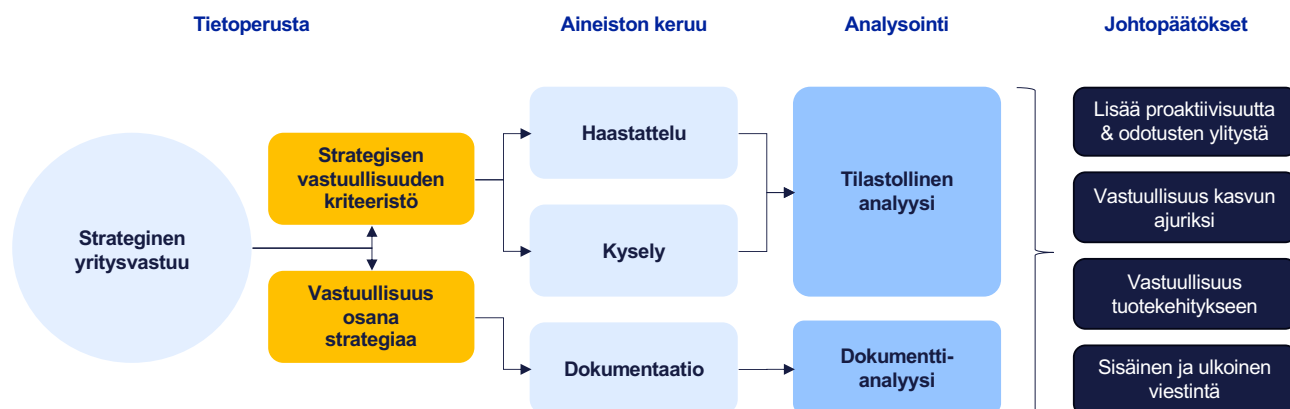 Tietoperusta
Aineiston keruu
Analysointi
Johtopäätökset
Strateginen
yritysvastuu
Strategisen
vastuullisuuden
kriteeristö
Vastuullisuus
osana
strategiaa
Haastattelu
Kysely
Dokumentaatio
Tilastollinen
analyysi
Dokumentti-
analyysi
Lisää proaktiivisuutta
& odotusten ylitystä
Vastuullisuus kasvun
ajuriksi
Vastuullisuus
tuotekehitykseen
Sisäinen ja ulkoinen
viestintä